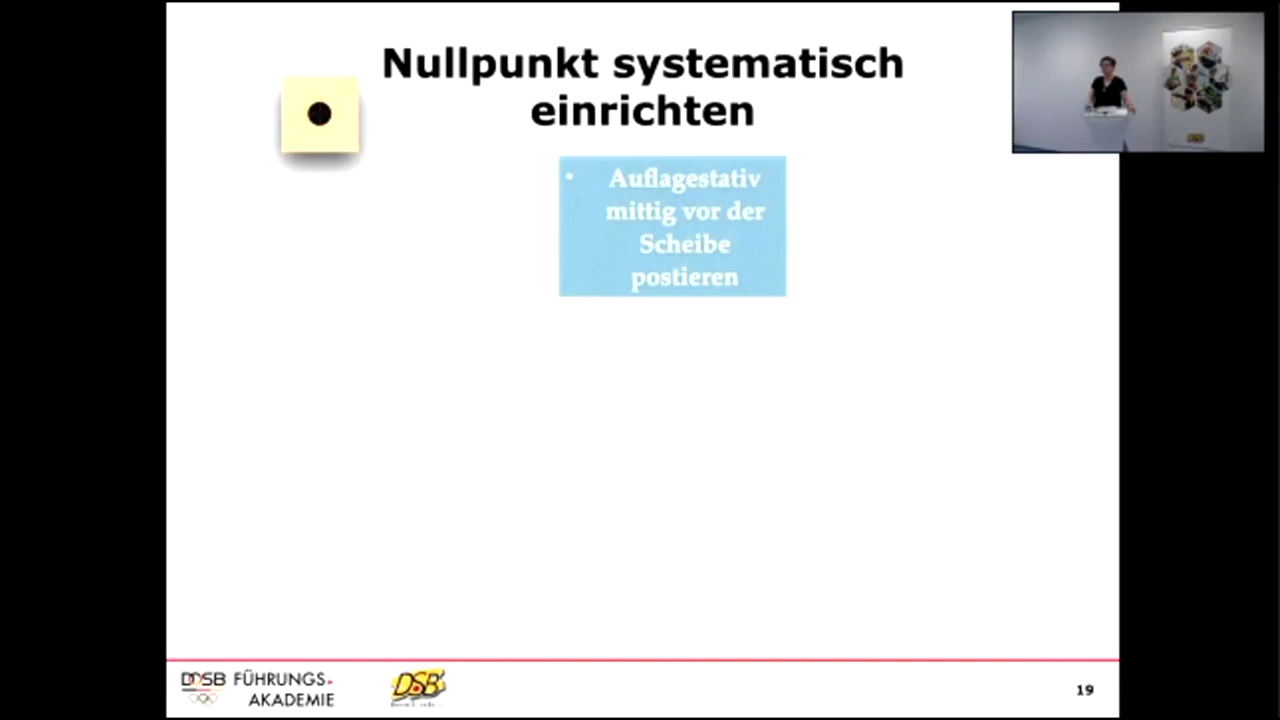 Nullpunkt systematisch
einrichten
• Auflagestativ
mittig vor der
Scheibe
postieren
DOSB FÜHRUNGS-
AKADEMIE
DSB
19